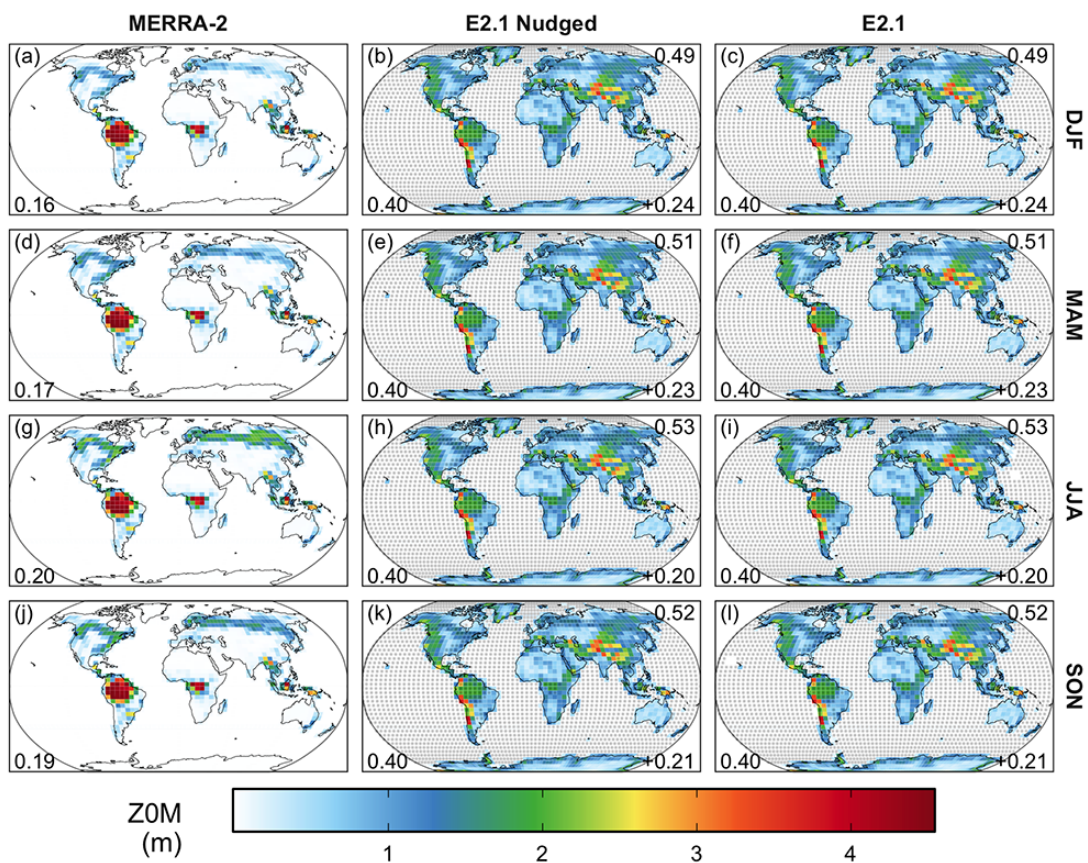 MERRA-2 E2.1 Nudged E2.1
(a) (b) 0.49 (c) 0.49 DJF
0.16 0.40 +0.24 0.40 +0.24
(d) (e) 0.51 (f) 0.51 MAM
0.17 0.40 +0.23 0.40 +0.23
(g) (h) 0.53 (i) 0.53 JJA
0.20 0.40 +0.20 0.40 +0.20
(j) (k) 0.52 (l) 0.52 SON
0.19 0.40 +0.21 0.40 +0.21
Z0M
(m)
1 2 3 4